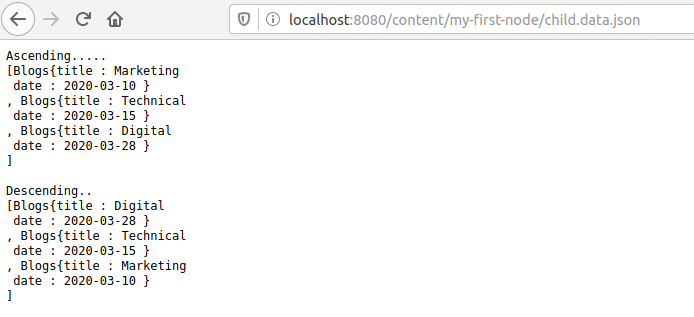 localhost:8080/content/my-first-node/child.data.json
Ascending.....
[Blogs{title : Marketing
 date : 2020-03-10 }
, Blogs{title : Technical
 date : 2020-03-15 }
, Blogs{title : Digital
 date : 2020-03-28 }
]

Descending..
[Blogs{title : Digital
 date : 2020-03-28 }
, Blogs{title : Technical
 date : 2020-03-15 }
, Blogs{title : Marketing
 date : 2020-03-10 }
]